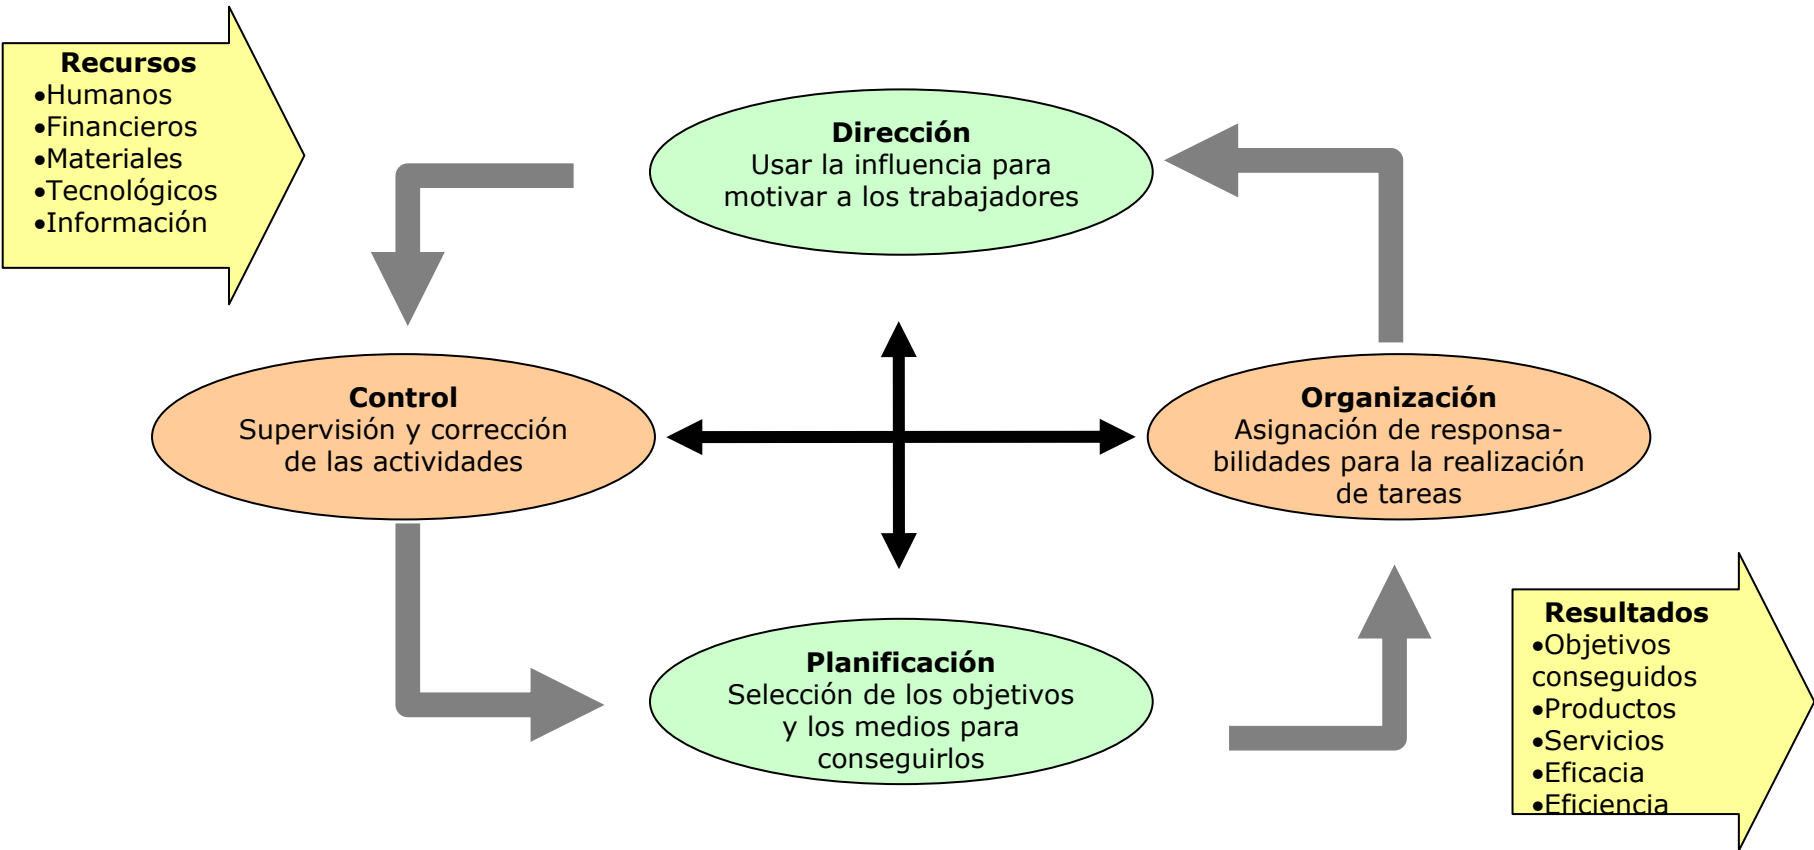 Recursos
•Humanos
•Financieros
•Materiales
•Tecnológicos
•Información
Dirección
Usar la influencia para
motivar a los trabajadores
Control
Supervisión y corrección
de las actividades
Organización
Asignación de responsa-
bilidades para la realización
de tareas
Planificación
Selección de los objetivos
y los medios para
conseguirlos
Resultados
•Objetivos
conseguidos
•Productos
•Servicios
•Eficacia
•Eficiencia